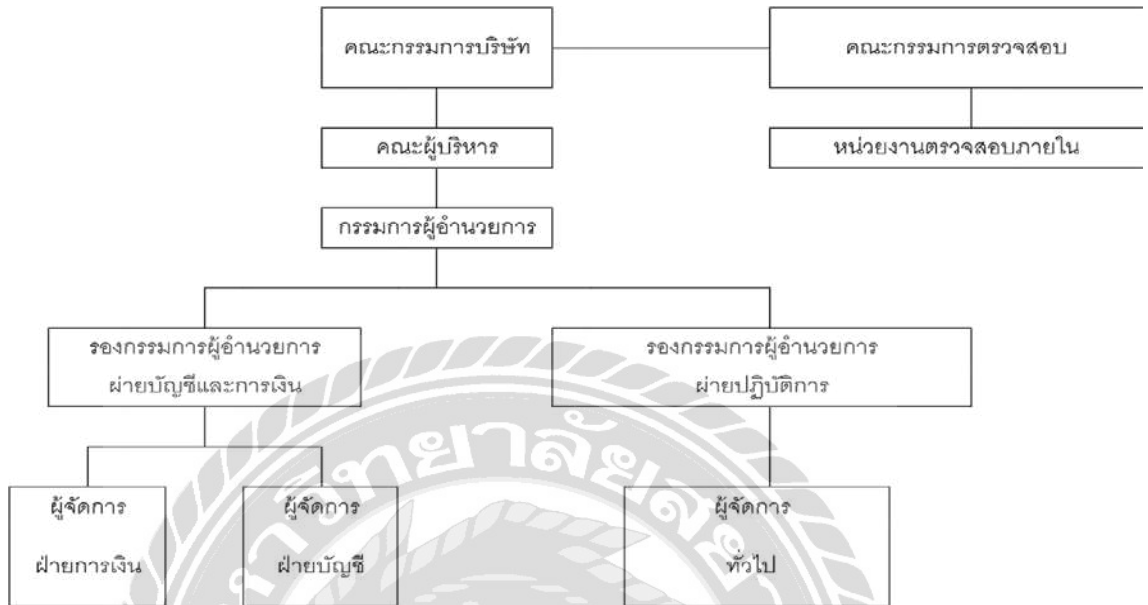 คณะกรรมการบริษัท
คณะกรรมการตรวจสอบ
คณะผู้บริหาร
หน่วยงานตรวจสอบภายใน
กรรมการผู้อำนวยการ
รองกรรมการผู้อำนวยการ
ฝ่ายบัญชีและการเงิน
รองกรรมการผู้อำนวยการ
ฝ่ายปฏิบัติการ
ผู้จัดการ
ฝ่ายการเงิน
ผู้จัดการ
ฝ่ายบัญชี
ผู้จัดการ
ทั่วไป